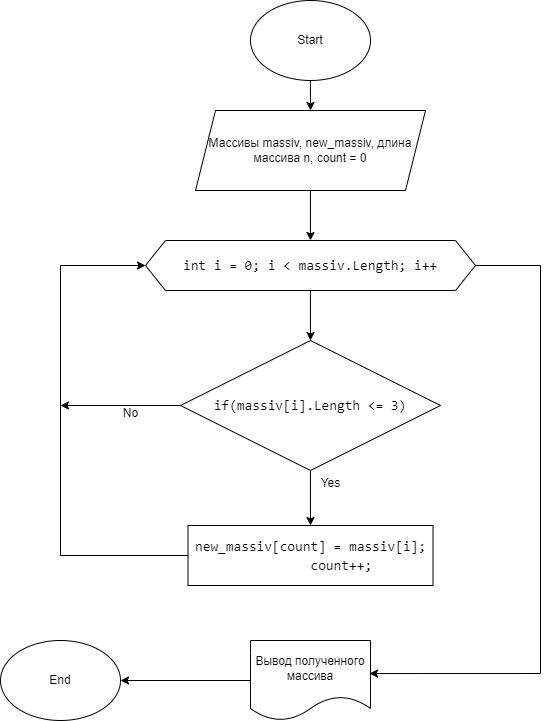 Start
Массивы massiv, new_massiv, длина
массива n, count = 0
int i = 0; i < massiv.Length; i++
if(massiv[i].Length <= 3)
No
Yes
new_massiv[count] = massiv[i];
count++;
Вывод полученного
массива
End